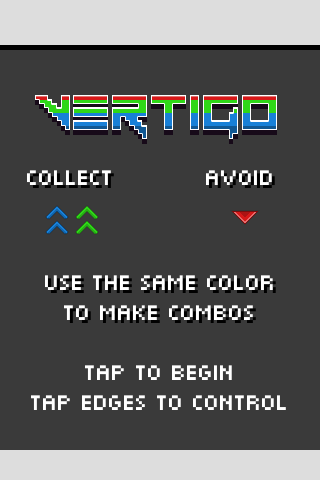 VERTIGO
COLLECT AVOID
USE THE SAME COLOR
TO MAKE COMBOS
TAP TO BEGIN
TAP EDGES TO CONTROL